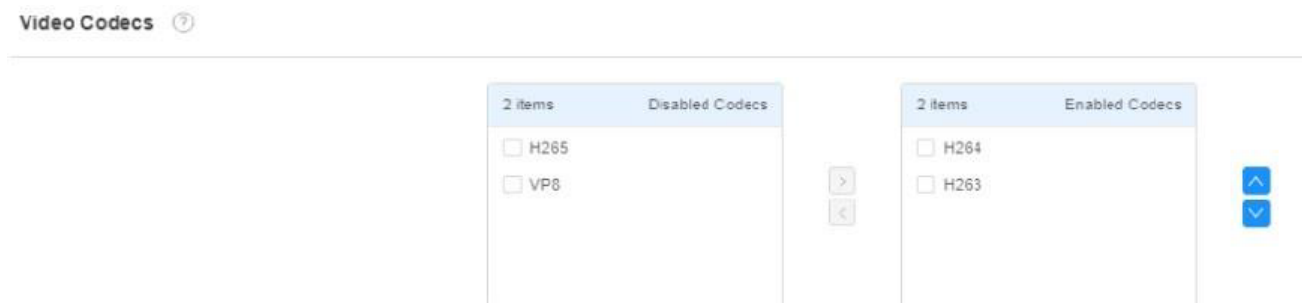 Video Codecs ?
2 items Disabled Codecs
H265
VP8
2 items Enabled Codecs
H264
H263